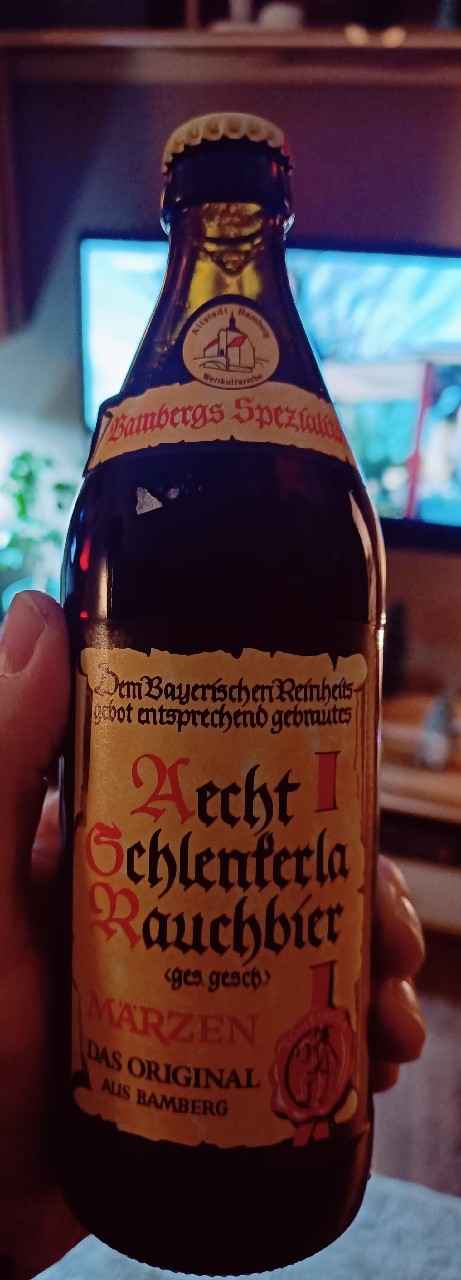 Altstadt Bamberg
Weltkulturerbe
Bambergs Spezialität
Dem Bayerischen Reinheits
gebot entsprechend gebrautes
Aecht
Schlenkerla
Rauchbier
‹ges. gesch.›
MÄRZEN
DAS ORIGINAL
AUS BAMBERG